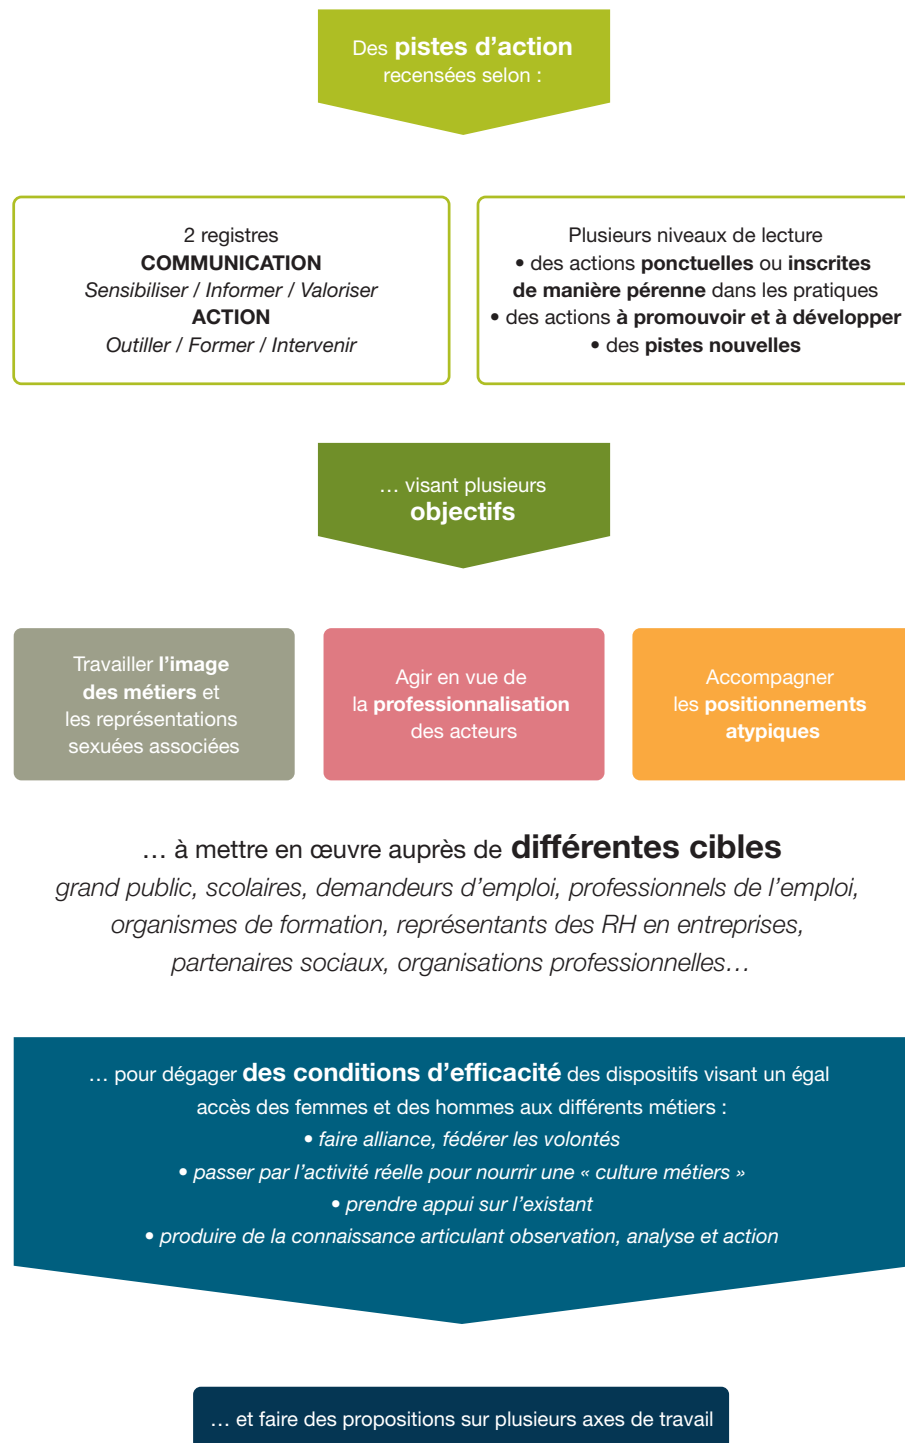 Des pistes d’action
recensées selon :
2 registres
COMMUNICATION
Sensibiliser / Informer / Valoriser
ACTION
Outiller / Former / Intervenir
Plusieurs niveaux de lecture
• des actions ponctuelles ou inscrites
de manière pérenne dans les pratiques
• des actions à promouvoir et à développer
• des pistes nouvelles
… visant plusieurs
objectifs
Travailler l’image
des métiers et
les représentations
sexuées associées
Agir en vue de
la professionnalisation
des acteurs
Accompagner
les positionnements
atypiques
… à mettre en œuvre auprès de différentes cibles
grand public, scolaires, demandeurs d’emploi, professionnels de l’emploi,
organismes de formation, représentants des RH en entreprises,
partenaires sociaux, organisations professionnelles…
… pour dégager des conditions d’efficacité des dispositifs visant un égal
accès des femmes et des hommes aux différents métiers :
• faire alliance, fédérer les volontés
• passer par l’activité réelle pour nourrir une « culture métiers »
• prendre appui sur l’existant
• produire de la connaissance articulant observation, analyse et action
… et faire des propositions sur plusieurs axes de travail